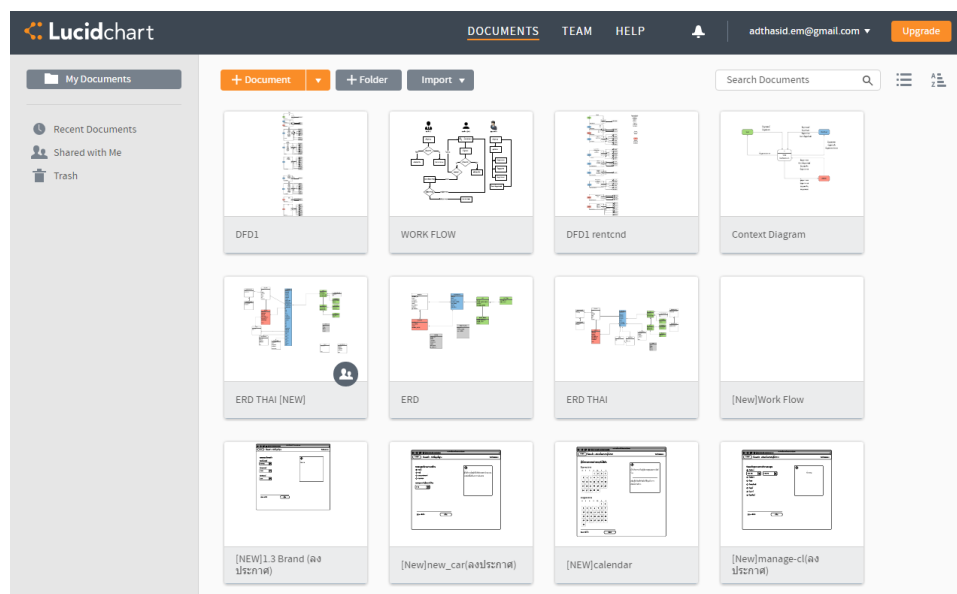 Lucidchart
DOCUMENTS
TEAM
HELP
adthasid.em@gmail.com
Upgrade
My Documents
+ Document
+ Folder
Import
Search Documents
A
Z
Recent Documents
Shared with Me
Trash
DFD1
WORK FLOW
DFD1 rentcnd
Context Diagram
ERD THAI [NEW]
ERD
ERD THAI
[New]Work Flow
[NEW]1.3 Brand (ลง
ประกาศ)
[New]new_car(ลงประกาศ)
[NEW]calendar
[New]manage-cl(ลง
ประกาศ)